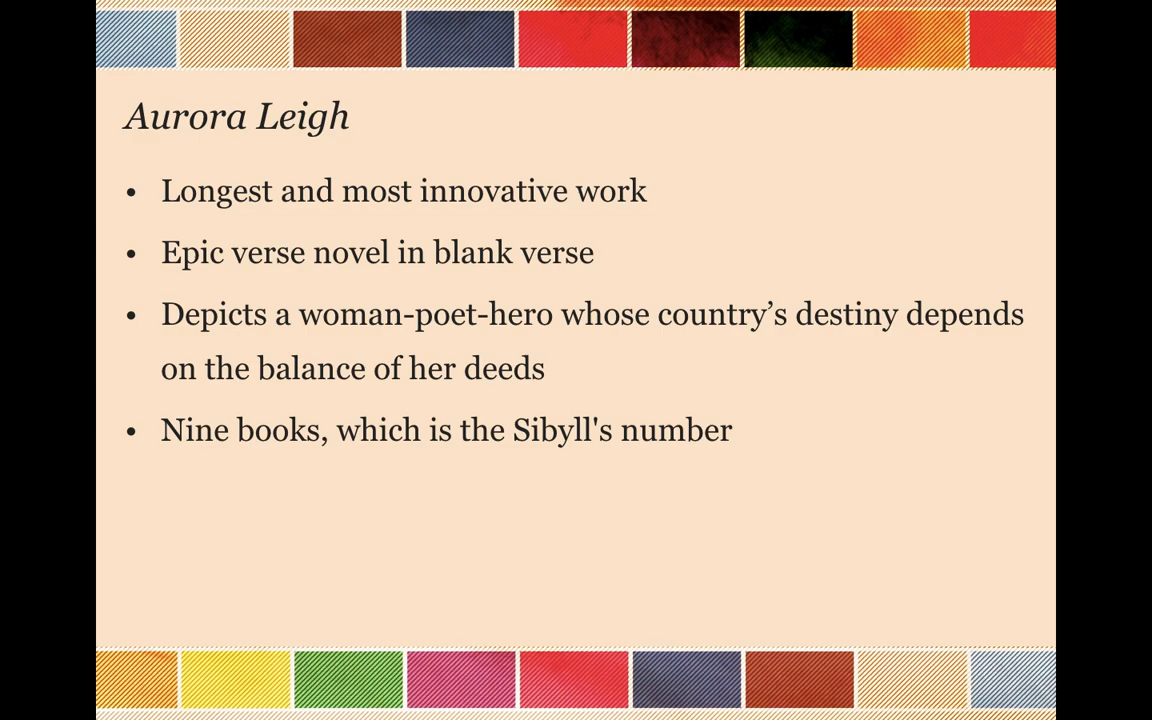 Aurora Leigh
• Longest and most innovative work
• Epic verse novel in blank verse
• Depicts a woman-poet-hero whose country’s destiny depends
on the balance of her deeds
• Nine books, which is the Sibyll's number